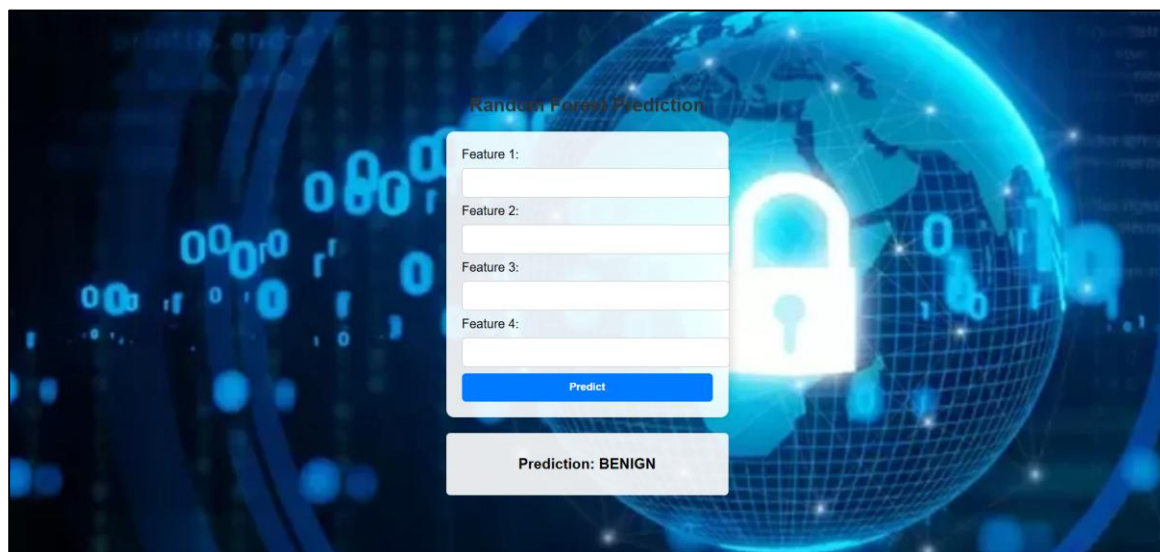 Random Forest Prediction
Feature 1:
Feature 2:
Feature 3:
Feature 4:
Predict
Prediction: BENIGN